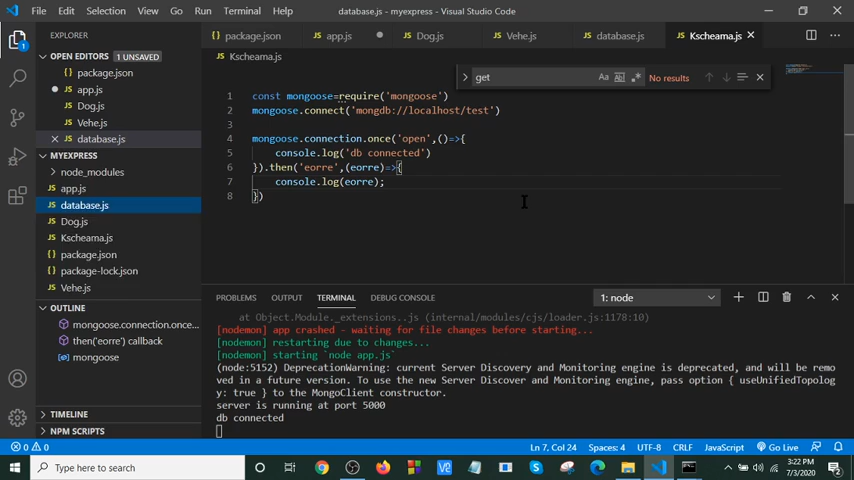 File Edit Selection View Go Run Terminal Help database.js - myexpress - Visual Studio Code
EXPLORER
OPEN EDITORS 1 UNSAVED
package.json
app.js
Dog.js
Vehe.js
database.js
MYEXPRESS
node_modules
app.js
database.js
Dog.js
Kscheama.js
package.json
package-lock.json
Vehe.js
OUTLINE
mongoose.connection.once...
then('eorre') callback
mongoose
TIMELINE
NPM SCRIPTS
package.json app.js Dog.js Vehe.js database.js Kscheama.js
Kscheama.js
get Aa Abl .* No results
1 const mongoose=require('mongoose')
2 mongoose.connect('mongdb://localhost/test')
3
4 mongoose.connection.once('open',()=>{
5 console.log('db connected')
6 }).then('eorre',(eorre)=>{
7 console.log(eorre);
8 })
PROBLEMS OUTPUT TERMINAL DEBUG CONSOLE 1: node
at Object.Module._extensions..js (internal/modules/cjs/loader.js:1178:10)
[nodemon] app crashed - waiting for file changes before starting...
[nodemon] restarting due to changes...
[nodemon] starting `node app.js`
(node:5152) DeprecationWarning: current Server Discovery and Monitoring engine is deprecated, and will be remo
ved in a future version. To use the new Server Discover and Monitoring engine, pass option { useUnifiedTopolog
y: true } to the MongoClient constructor.
server is running at port 5000
db connected
0 0 Ln 7, Col 24 Spaces: 4 UTF-8 CRLF JavaScript Go Live
Type here to search
3:22 PM
7/3/2020
2